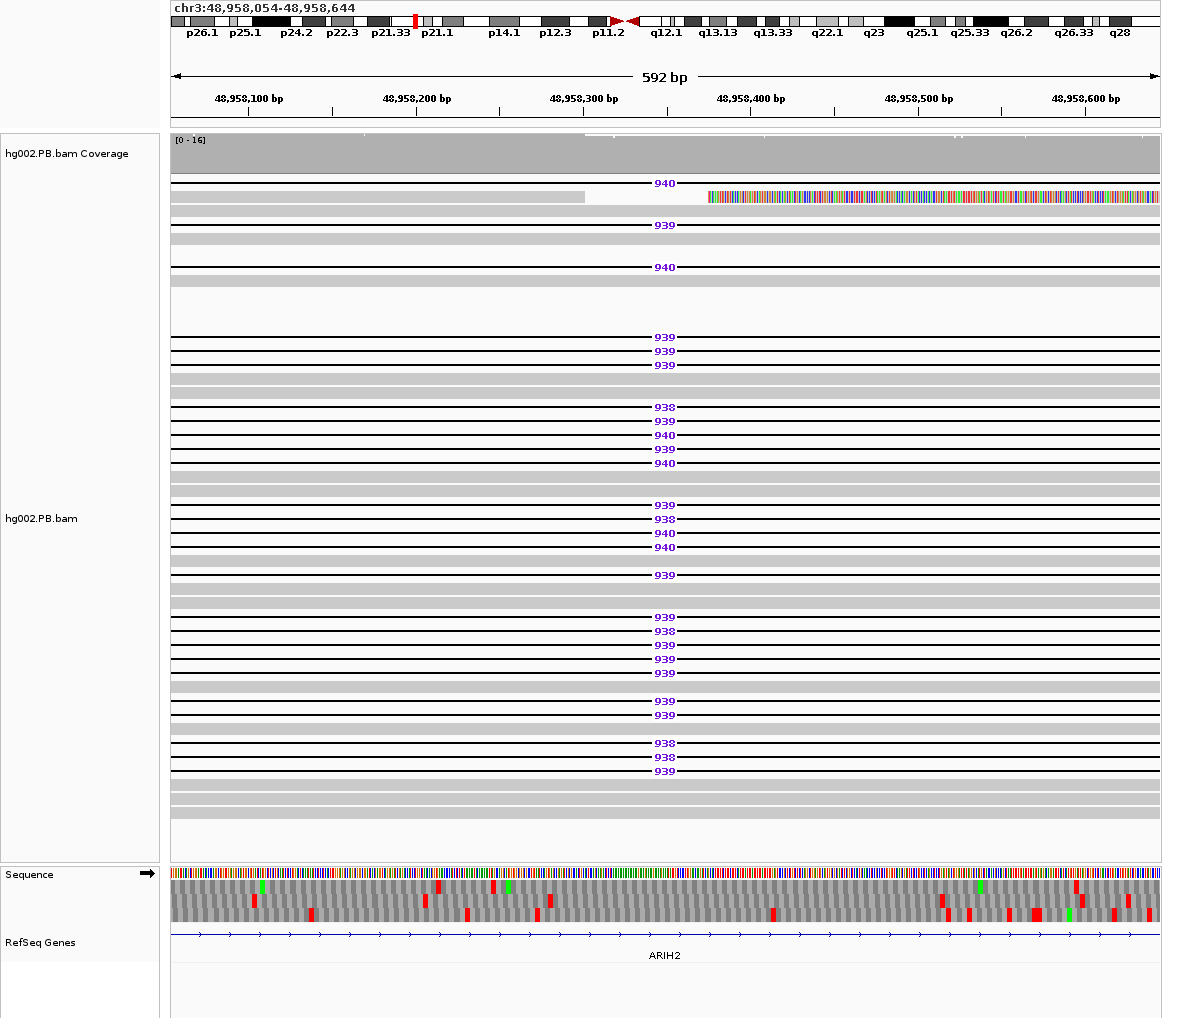 chr3:48,958,054-48,958,644
p26.1 p25.1 p24.2 p22.3 p21.33 p21.1 p14.1 p12.3 p11.2 q12.1 q13.13 q13.33 q22.1 q23 q25.1 q25.33 q26.2 q26.33 q28
592 bp
48,958,100 bp 48,958,200 bp 48,958,300 bp 48,958,400 bp 48,958,500 bp 48,958,600 bp
[0 - 16]
hg002.PB.bam Coverage
940
939
940
939
939
939
938
939
940
939
940
939
hg002.PB.bam 938
940
940
939
939
938
939
939
939
939
939
938
938
939
Sequence
RefSeq Genes
ARIH2